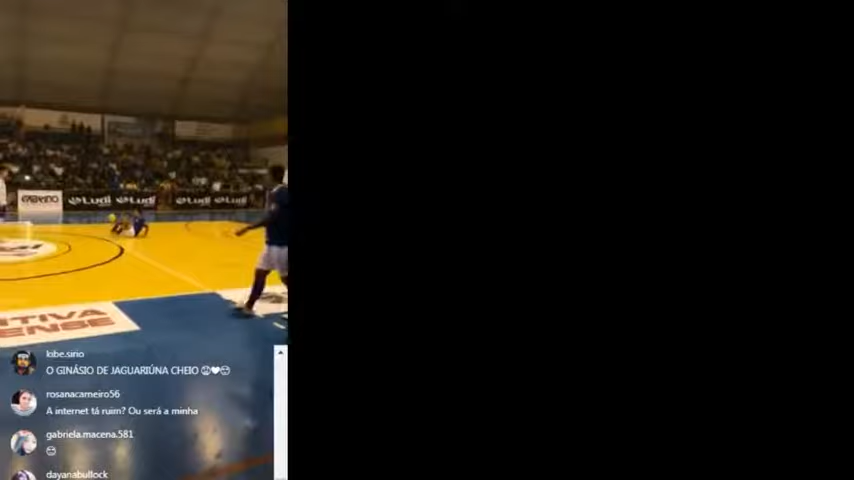 Ludi
Ludi
Ludi
Ludi
TIVA
ENSE
lobe.sirio
O GINÁSIO DE JAGUARIÚNA CHEIO 😍❤😍
rosanacarneiro56
A internet tá ruim? Ou será a minha
gabriela.macena.581
😍
dayanabullock